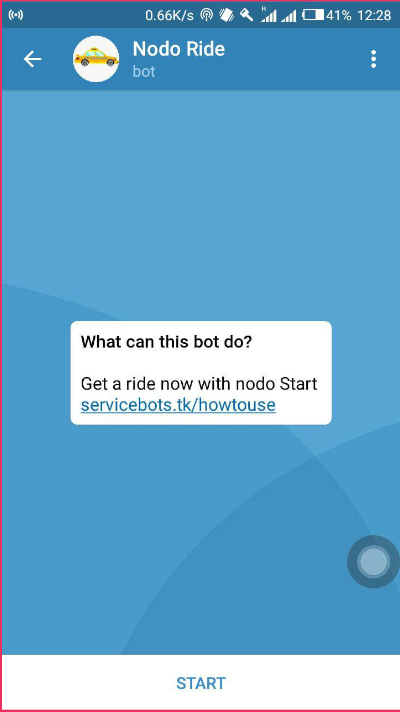 0.66K/s H 41% 12:28
Nodo Ride
bot
What can this bot do?
Get a ride now with nodo Start
servicebots.tk/howtouse
START